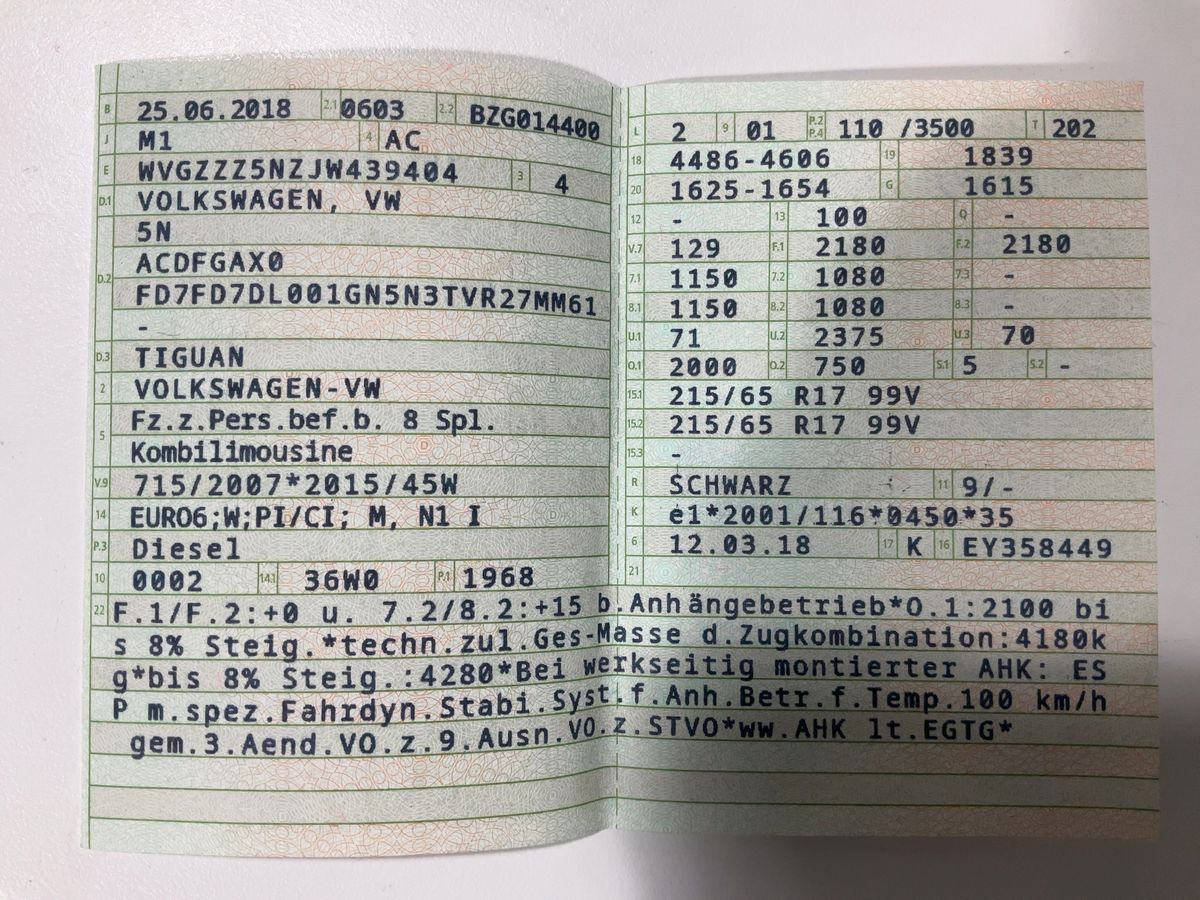 B 25.06.2018 2.1 0603 2.2 BZG014400
J M1 4 AC
E WVGZZZ5NZJW439404 3 4
D.1 VOLKSWAGEN, VW
D.2 5N
ACDFGAX0
FD7FD7DL001GN5N3TVR27MM61
-
D.3 TIGUAN
2 VOLKSWAGEN-VW
5 Fz.z.Pers.bef.b. 8 Spl.
Kombilimousine
V.9 715/2007*2015/45W
14 EURO6;W;PI/CI; M, N1 I
P.3 Diesel
10 0002 14.1 36W0 P.1 1968
L 2 9 01 P.2 P.4 110 /3500 T 202
18 4486-4606 19 1839
20 1625-1654 G 1615
12 - 13 100 Q -
V.7 129 F.1 2180 F.2 2180
7.1 1150 7.2 1080 7.3 -
8.1 1150 8.2 1080 8.3 -
U.1 71 U.2 2375 U.3 70
O.1 2000 O.2 750 S.1 5 S.2 -
15.1 215/65 R17 99V
15.2 215/65 R17 99V
15.3 -
R SCHWARZ 11 9/-
K e1*2001/116*0450*35
6 12.03.18 17 K 16 EY358449
21
22 F.1/F.2:+0 u. 7.2/8.2:+15 b.Anhängebetrieb*O.1:2100 bi
s 8% Steig.*techn.zul.Ges-Masse d.Zugkombination:4180k
g*bis 8% Steig.:4280*Bei werkseitig montierter AHK: ES
P m.spez.Fahrdyn.Stabi.Syst.f.Anh.Betr.f.Temp.100 km/h
gem.3.Aend.VO.z.9.Ausn.VO.z.STVO*ww.AHK lt.EGTG*